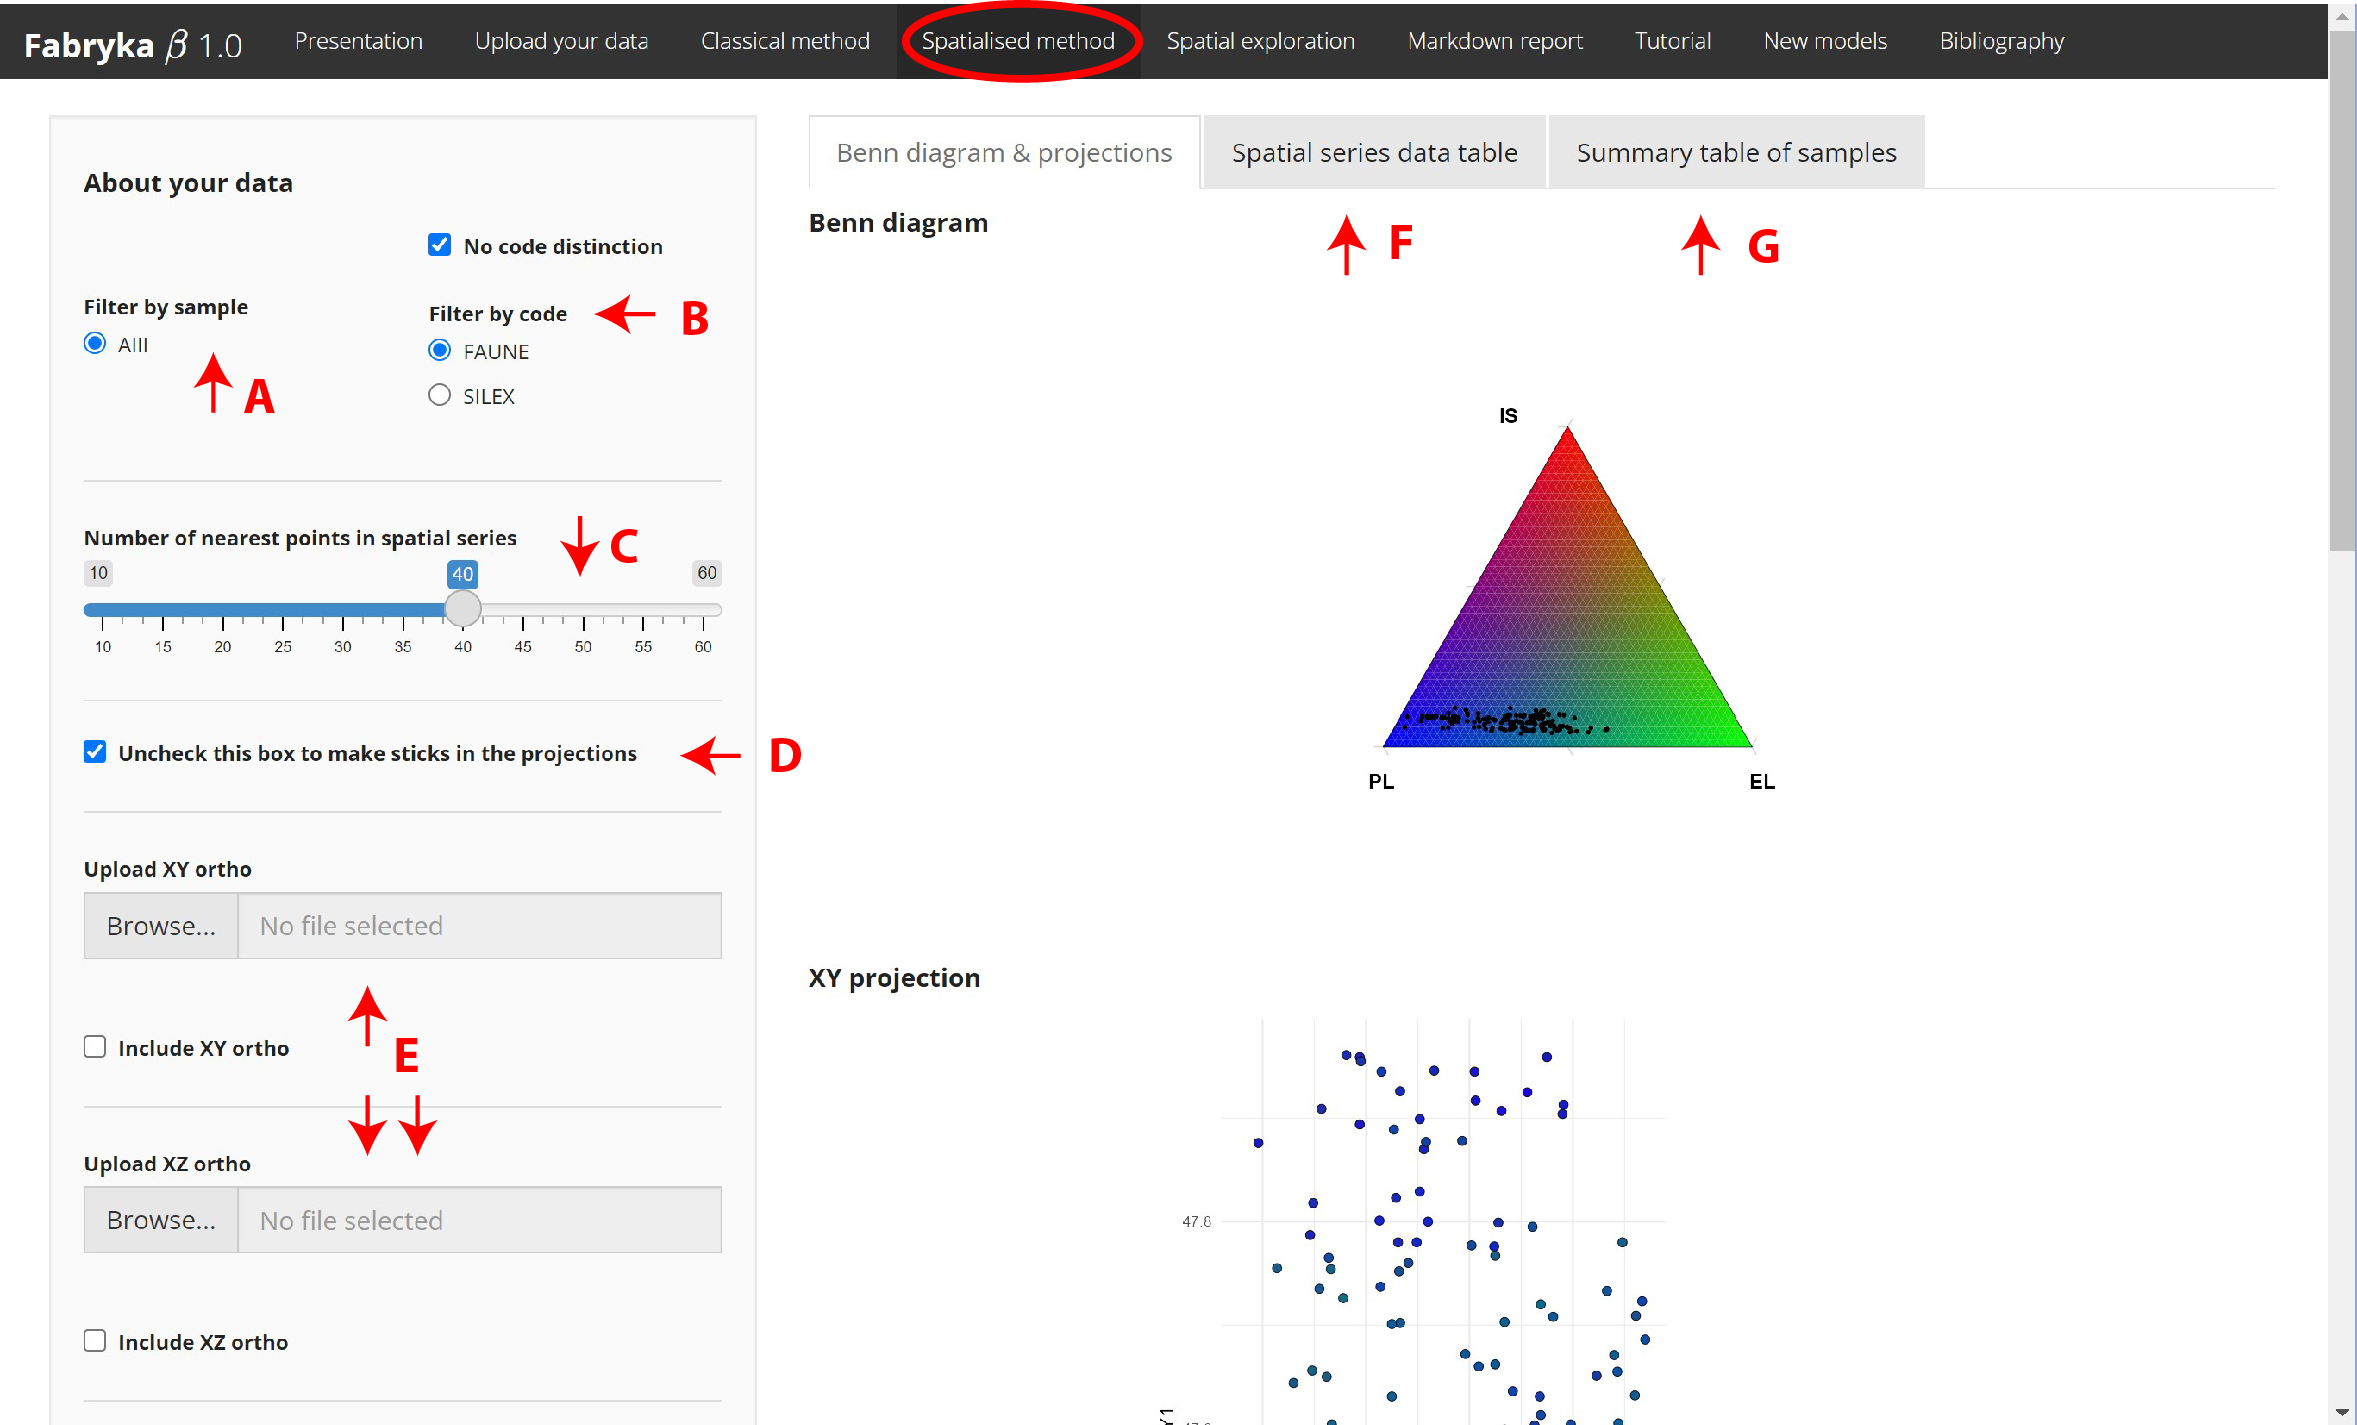 Fabryka β 1.0 Presentation Upload your data Classical method Spatialised method Spatial exploration Markdown report Tutorial New models Bibliography
About your data
No code distinction
Filter by sample
AIII
A
Filter by code
B
FAUNE
SILEX
Number of nearest points in spatial series
C
10 40 60
10 15 20 25 30 35 40 45 50 55 60
Uncheck this box to make sticks in the projections
D
Upload XY ortho
Browse... No file selected
Include XY ortho
E
Upload XZ ortho
Browse... No file selected
Include XZ ortho
Benn diagram & projections Spatial series data table Summary table of samples
F
G
Benn diagram
IS
PL
EL
XY projection
47.8